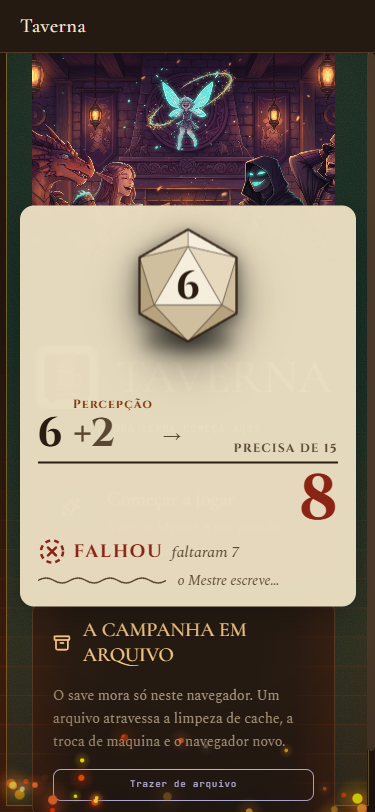 Taverna
6
TAVERNA
PERCEPÇÃO
6 +2 → PRECISA DE 15
8
FALHOU faltaram 7
o Mestre escreve...
A CAMPANHA EM
ARQUIVO
O save mora só neste navegador. Um
arquivo atravessa a limpeza de cache, a
troca de máquina e o navegador novo.
Trazer de arquivo